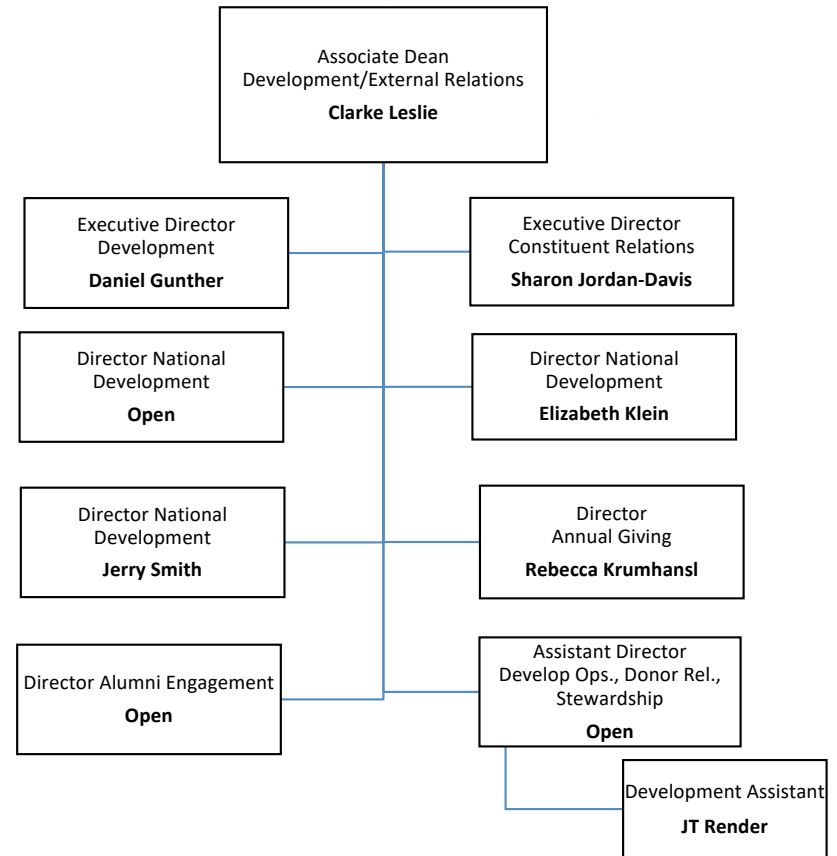 Associate Dean
Development/External Relations
Clarke Leslie
Executive Director
Development
Daniel Gunther
Executive Director
Constituent Relations
Sharon Jordan-Davis
Director National
Development
Open
Director National
Development
Elizabeth Klein
Director National
Development
Jerry Smith
Director
Annual Giving
Rebecca Krumhansl
Director Alumni Engagement
Open
Assistant Director
Develop Ops., Donor Rel.,
Stewardship
Open
Development Assistant
JT Render